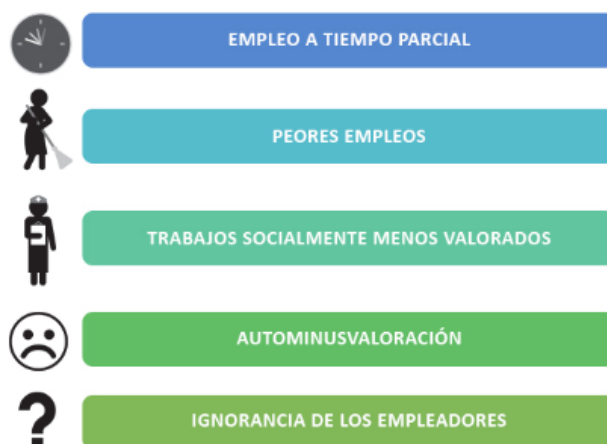 EMPLEO A TIEMPO PARCIAL
PEORES EMPLEOS
TRABAJOS SOCIALMENTE MENOS VALORADOS
AUTOMINUSVALORACIÓN
?
IGNORANCIA DE LOS EMPLEADORES